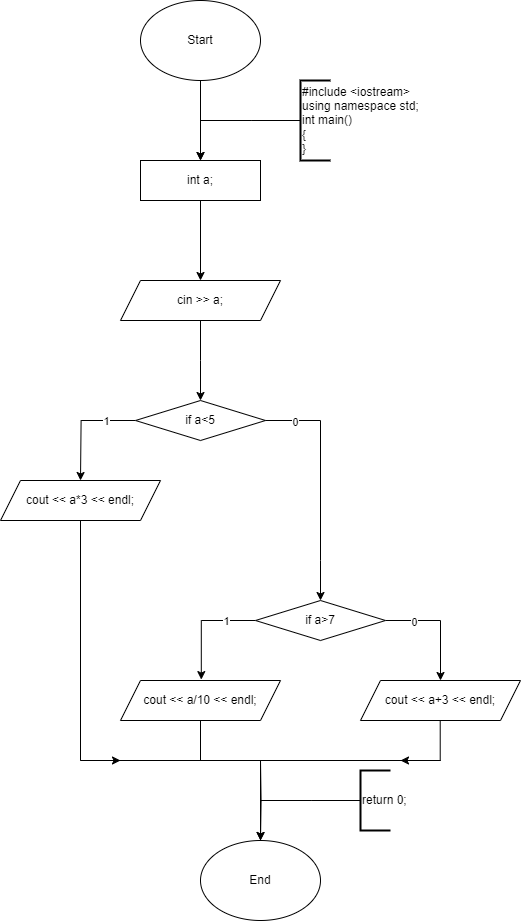 Start
#include <iostream>
using namespace std;
int main()
{
}
int a;
cin >> a;
if a<5
1
0
cout << a*3 << endl;
if a>7
1
0
cout << a/10 << endl;
cout << a+3 << endl;
return 0;
End